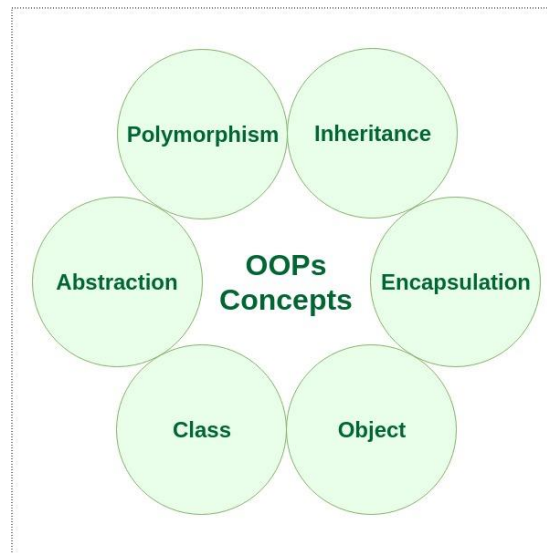 Polymorphism
Inheritance
Abstraction
OOPs
Concepts
Encapsulation
Class
Object